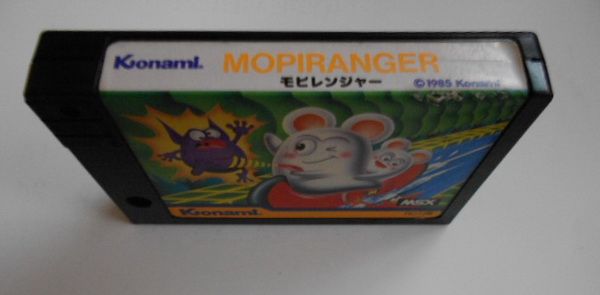 Konami. MOPIRANGER
モピレンジャー ©1985 Konami
Konami.
MSX